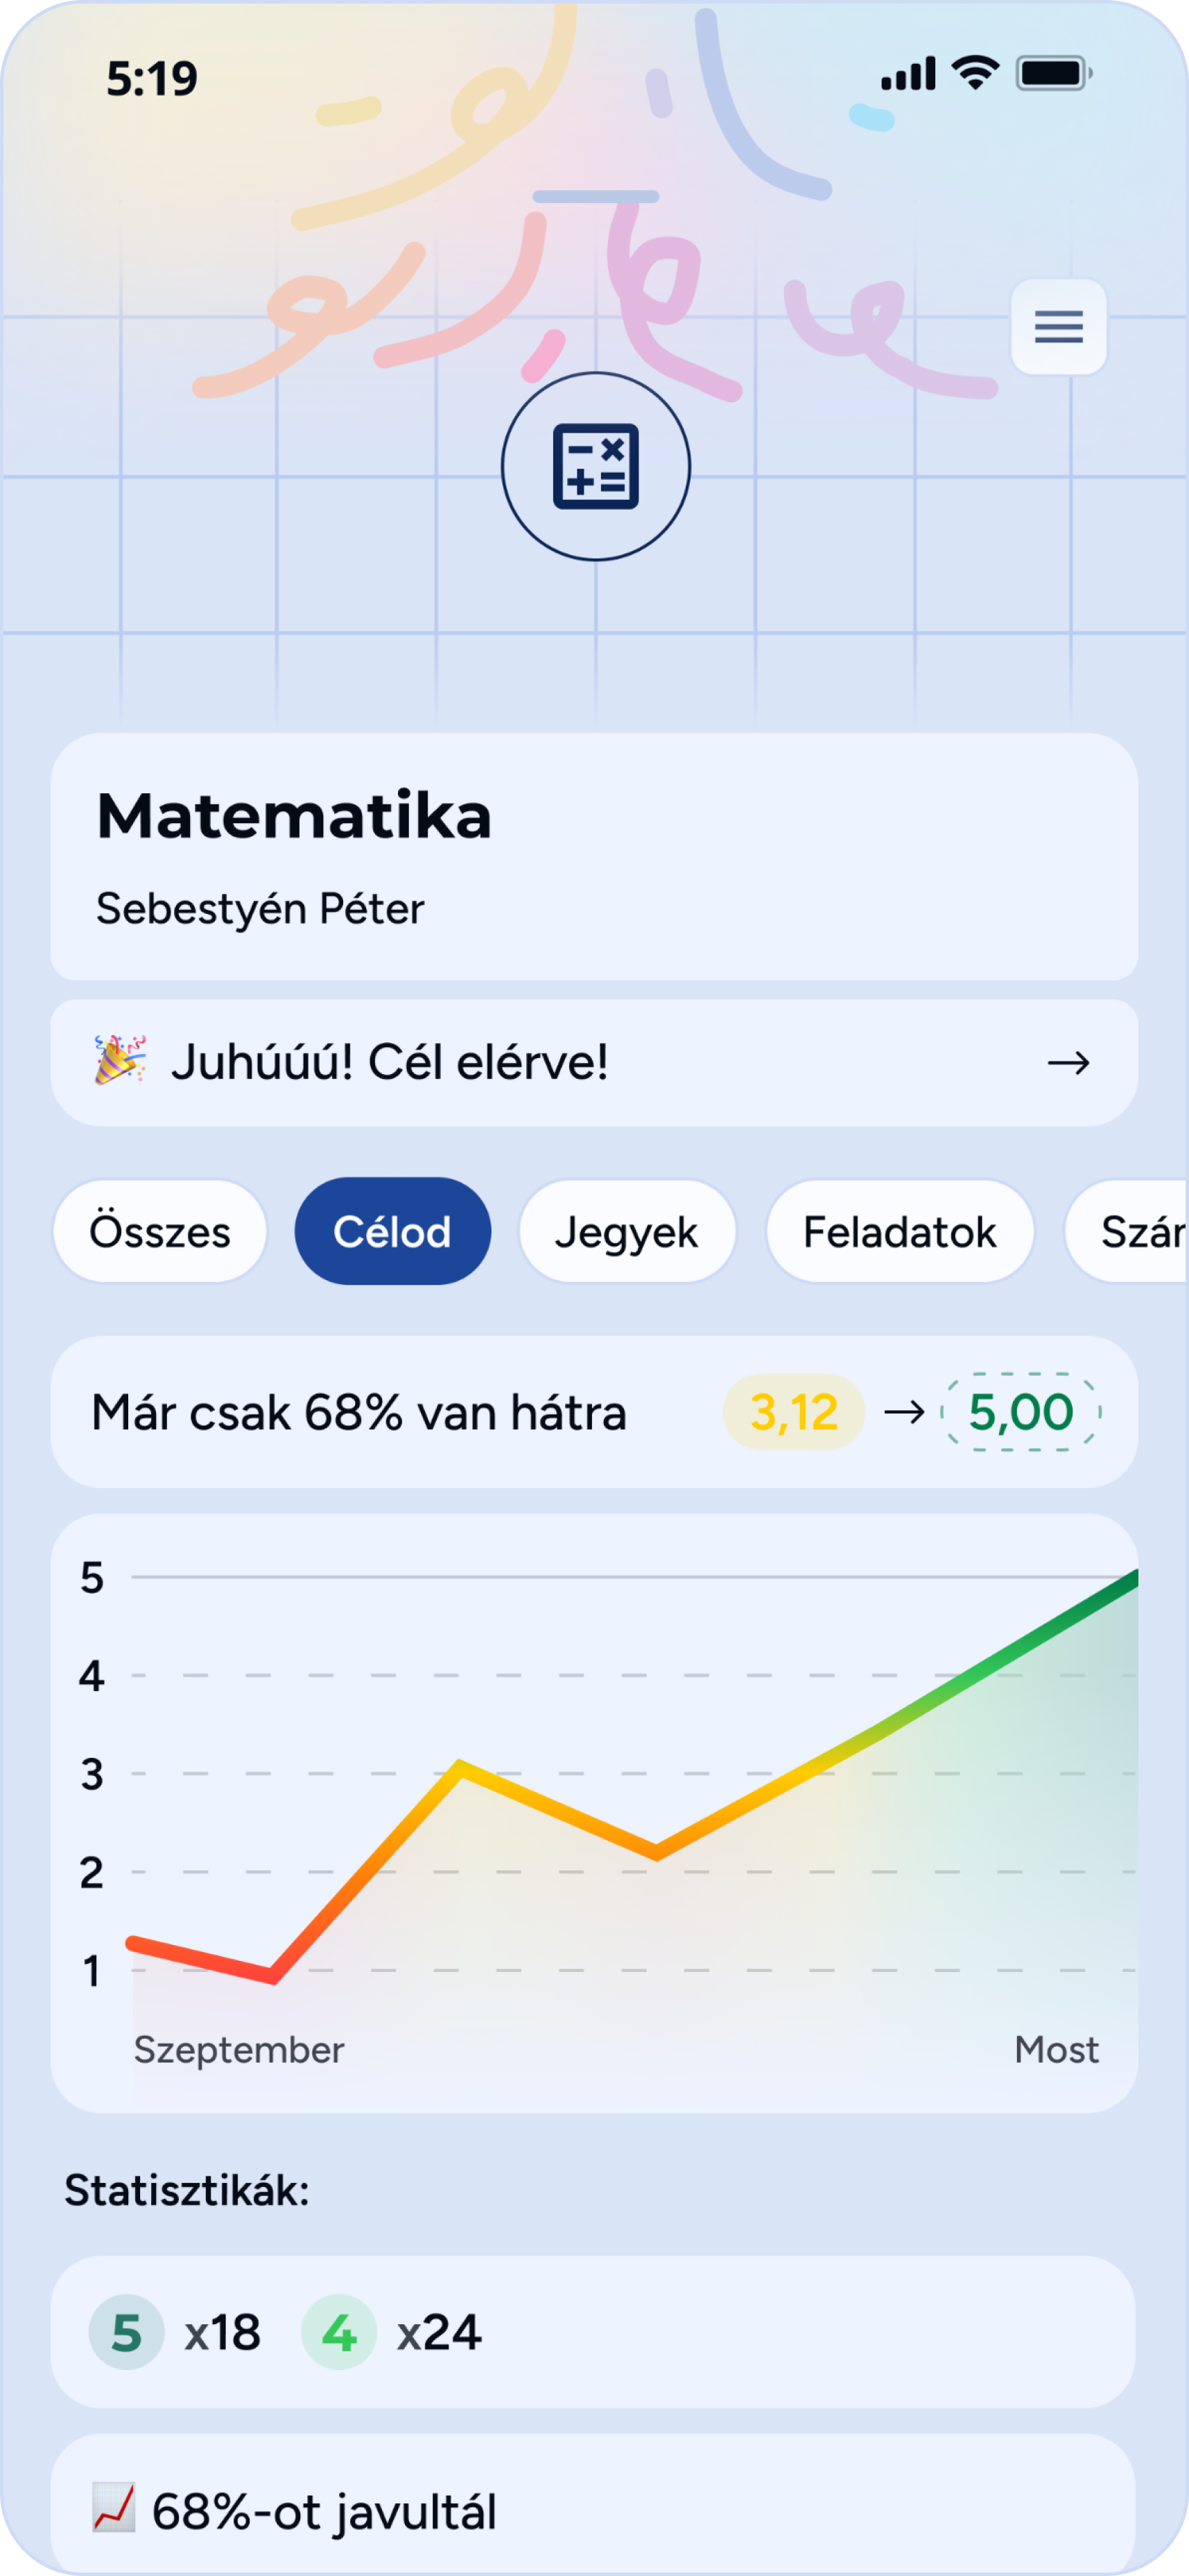 5:19
Matematika
Sebestyén Péter
🎉 Juhúúú! Cél elérve! →
Összes Célod Jegyek Feladatok
Már csak 68% van hátra 3,12 → 5,00
5
4
3
2
1
Szeptember Most
Statisztikák:
5 x18 4 x24
📈 68%-ot javultál